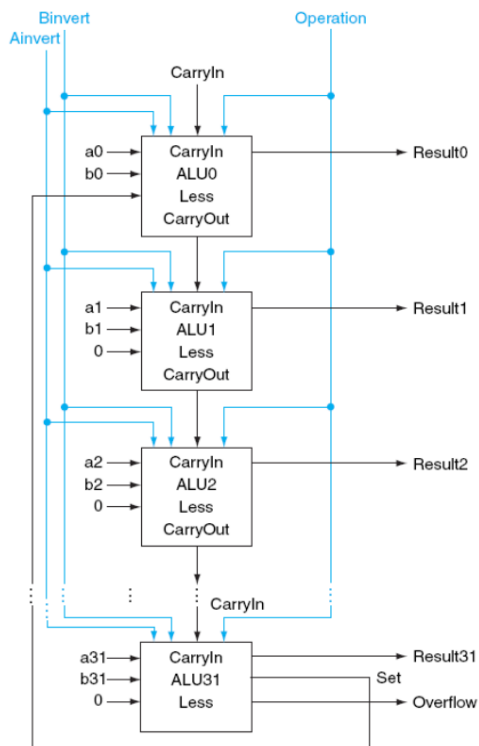 Binvert
Operation
Ainvert
CarryIn
a0
CarryIn
Result0
b0
ALU0
Less
CarryOut
a1
CarryIn
Result1
b1
ALU1
0
Less
CarryOut
a2
CarryIn
Result2
b2
ALU2
0
Less
CarryOut
CarryIn
a31
CarryIn
Result31
b31
ALU31
Set
0
Less
Overflow